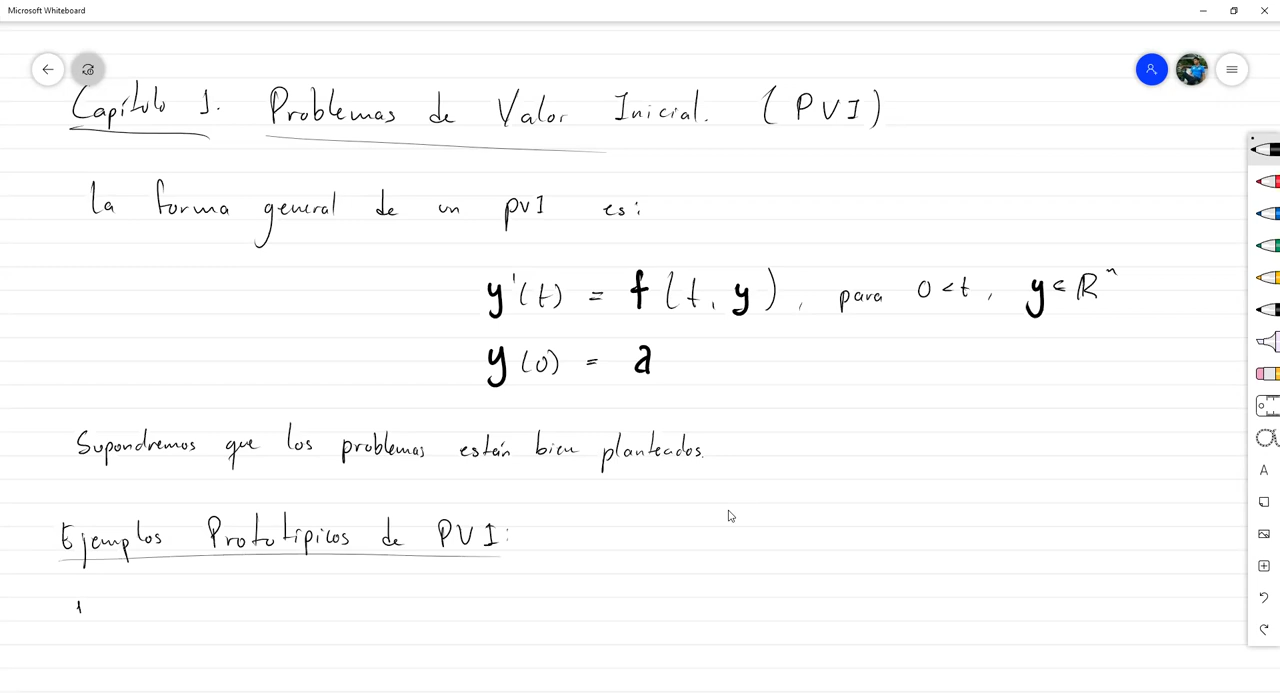 Microsoft Whiteboard
Capítulo 1. Problemas de Valor Inicial. (PVI)
La forma general de un PVI es:
y'(t) = f(t, y), para 0<t, y∈ℝⁿ
y(0) = a
Supondremos que los problemas están bien planteados.
Ejemplos Prototípicos de PVI:
1
A